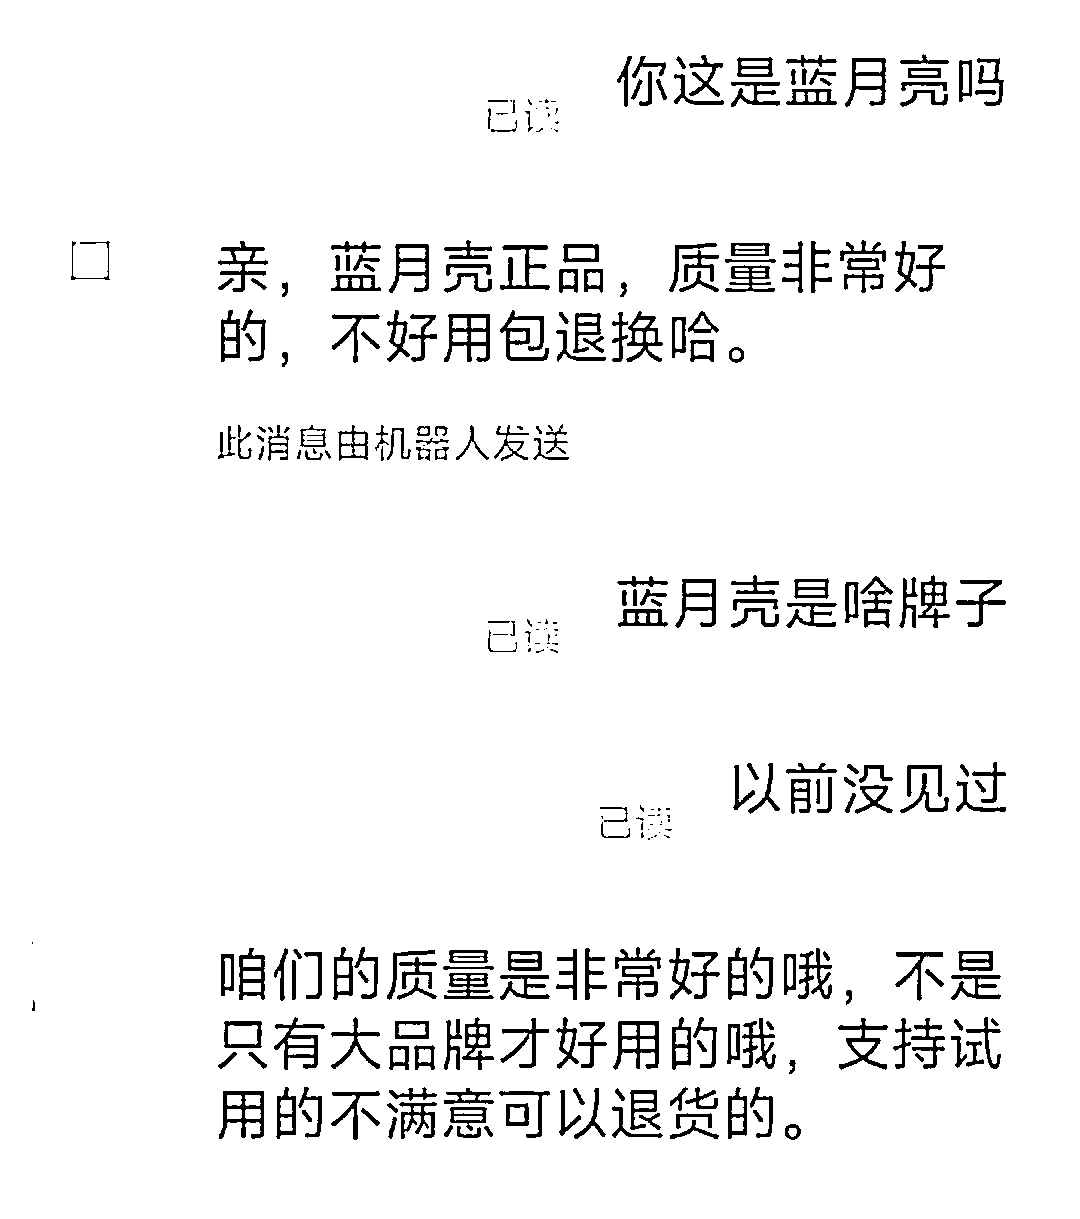 你这是蓝月亮吗
已读
亲，蓝月壳正品，质量非常好
的，不好用包退换哈。
此消息由机器人发送
蓝月壳是啥牌子
已读
以前没见过
已读
咱们的质量是非常好的哦，不是
只有大品牌才好用的哦，支持试
用的不满意可以退货的。